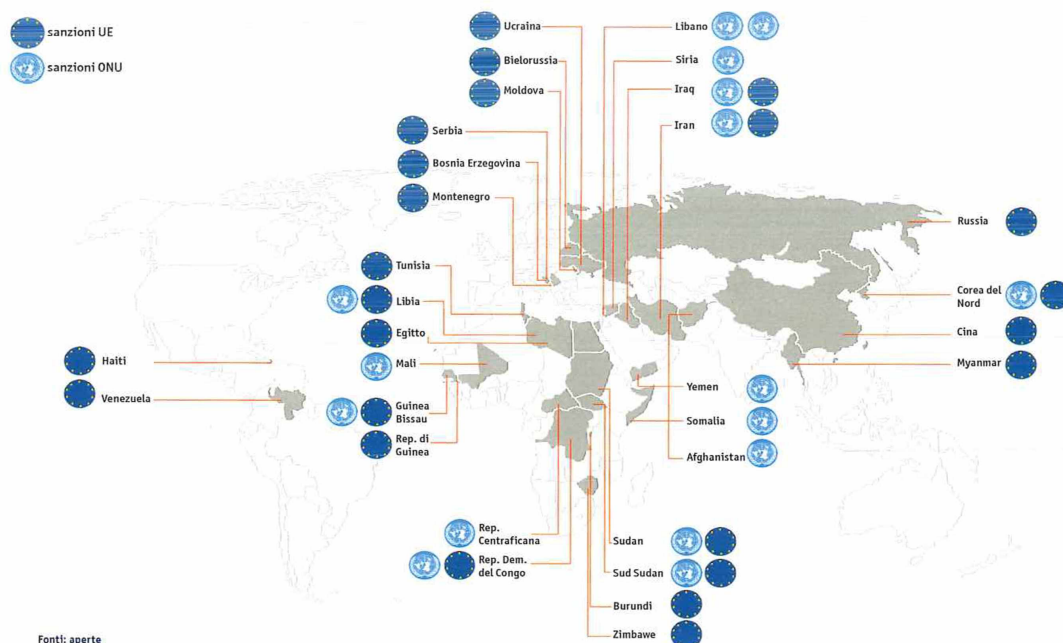 sanzioni UE
sanzioni ONU
Ucraina
Bielorussia
Moldova
Serbia
Bosnia Erzegovina
Montenegro
Libano
Siria
Iraq
Iran
Russia
Corea del
Nord
Cina
Myanmar
Tunisia
Libia
Egitto
Mali
Guinea
Bissau
Rep. di
Guinea
Haiti
Venezuela
Yemen
Somalia
Afghanistan
Rep.
Centraficana
Rep. Dem.
del Congo
Sudan
Sud Sudan
Burundi
Zimbawe
Fonti: aperte